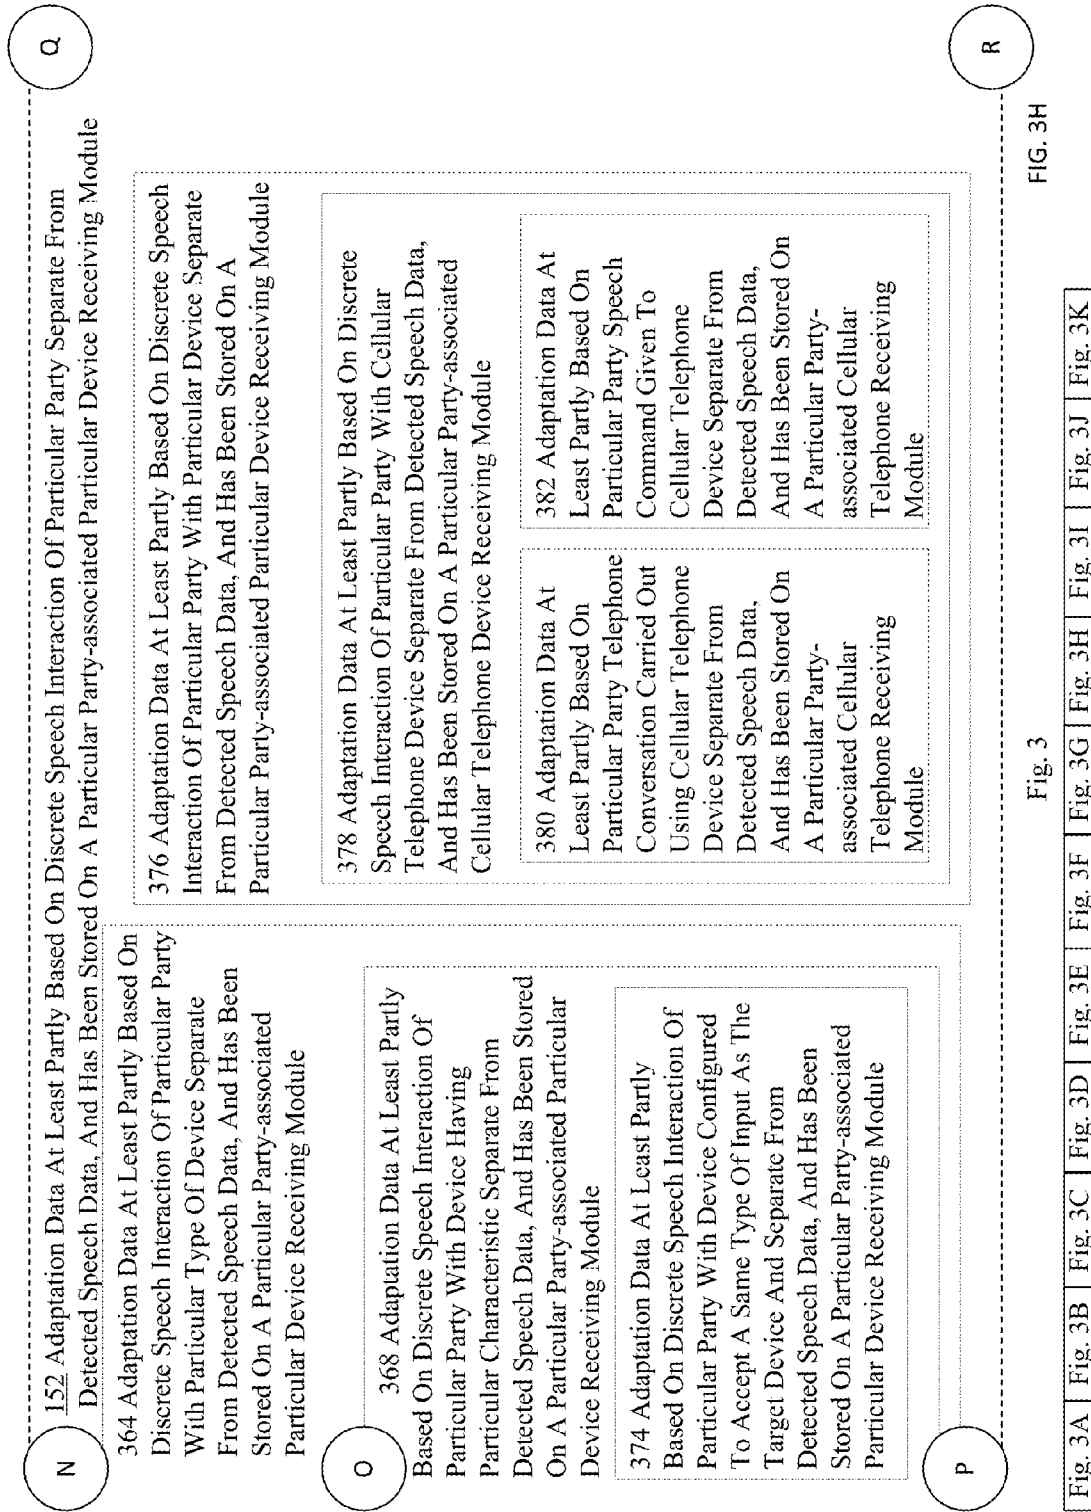 N
Q
152 Adaptation Data At Least Partly Based On Discrete Speech Interaction Of Particular Party Separate From
Detected Speech Data, And Has Been Stored On A Particular Party-associated Particular Device Receiving Module
364 Adaptation Data At Least Partly Based On
Discrete Speech Interaction Of Particular Party
With Particular Type Of Device Separate
From Detected Speech Data, And Has Been
Stored On A Particular Party-associated
Particular Device Receiving Module
O
368 Adaptation Data At Least Partly
Based On Discrete Speech Interaction Of
Particular Party With Device Having
Particular Characteristic Separate From
Detected Speech Data, And Has Been Stored
On A Particular Party-associated Particular
Device Receiving Module
374 Adaptation Data At Least Partly
Based On Discrete Speech Interaction Of
Particular Party With Device Configured
To Accept A Same Type Of Input As The
Target Device And Separate From
Detected Speech Data, And Has Been
Stored On A Particular Party-associated
Particular Device Receiving Module
376 Adaptation Data At Least Partly Based On Discrete Speech
Interaction Of Particular Party With Particular Device Separate
From Detected Speech Data, And Has Been Stored On A
Particular Party-associated Particular Device Receiving Module
378 Adaptation Data At Least Partly Based On Discrete
Speech Interaction Of Particular Party With Cellular
Telephone Device Separate From Detected Speech Data,
And Has Been Stored On A Particular Party-associated
Cellular Telephone Device Receiving Module
380 Adaptation Data At
Least Partly Based On
Particular Party Telephone
Conversation Carried Out
Using Cellular Telephone
Device Separate From
Detected Speech Data,
And Has Been Stored On
A Particular Party-
associated Cellular
Telephone Receiving
Module
382 Adaptation Data At
Least Partly Based On
Particular Party Speech
Command Given To
Cellular Telephone
Device Separate From
Detected Speech Data,
And Has Been Stored On
A Particular Party-
associated Cellular
Telephone Receiving
Module
P
R
FIG. 3H
Fig. 3
Fig. 3A Fig. 3B Fig. 3C Fig. 3D Fig. 3E Fig. 3F Fig. 3G Fig. 3H Fig. 3I Fig. 3J Fig. 3K